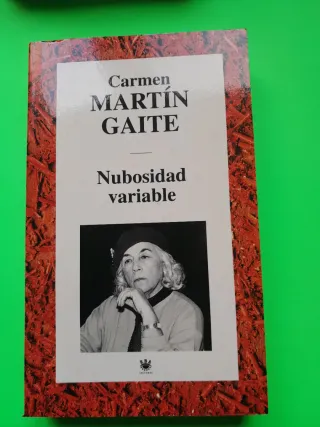 Carmen
MARTÍN
GAITE
Nubosidad
variable